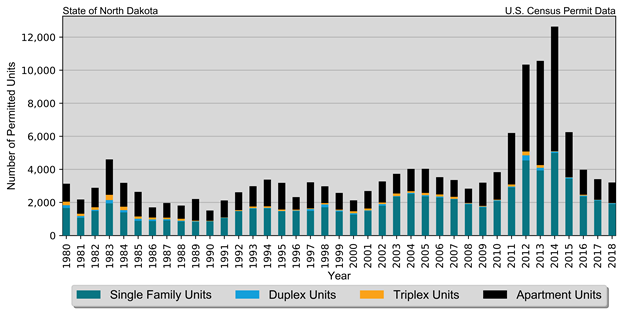 State of North Dakota U.S. Census Permit Data
Number of Permitted Units
12,000
10,000
8,000
6,000
4,000
2,000
0
1980 1981 1982 1983 1984 1985 1986 1987 1988 1989 1990 1991 1992 1993 1994 1995 1996 1997 1998 1999 2000 2001 2002 2003 2004 2005 2006 2007 2008 2009 2010 2011 2012 2013 2014 2015 2016 2017 2018
Year
Single Family Units Duplex Units Triplex Units Apartment Units